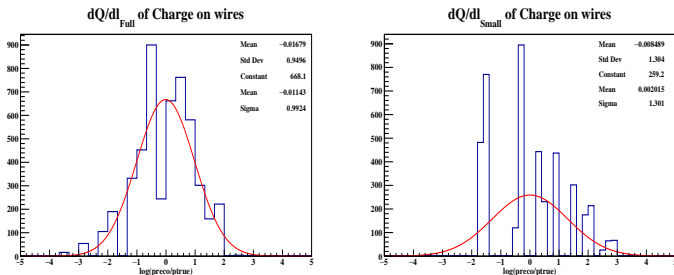 dQ/dl_Full of Charge on wires
Mean −0.01679
Std Dev 0.9496
Constant 668.1
Mean −0.01143
Sigma 0.9924
900
800
700
600
500
400
300
200
100
0
−5 −4 −3 −2 −1 0 1 2 3 4 5
log(preco/ptrue)
dQ/dl_Small of Charge on wires
Mean −0.008489
Std Dev 1.304
Constant 259.2
Mean 0.002015
Sigma 1.301
900
800
700
600
500
400
300
200
100
0
−5 −4 −3 −2 −1 0 1 2 3 4 5
log(preco/ptrue)